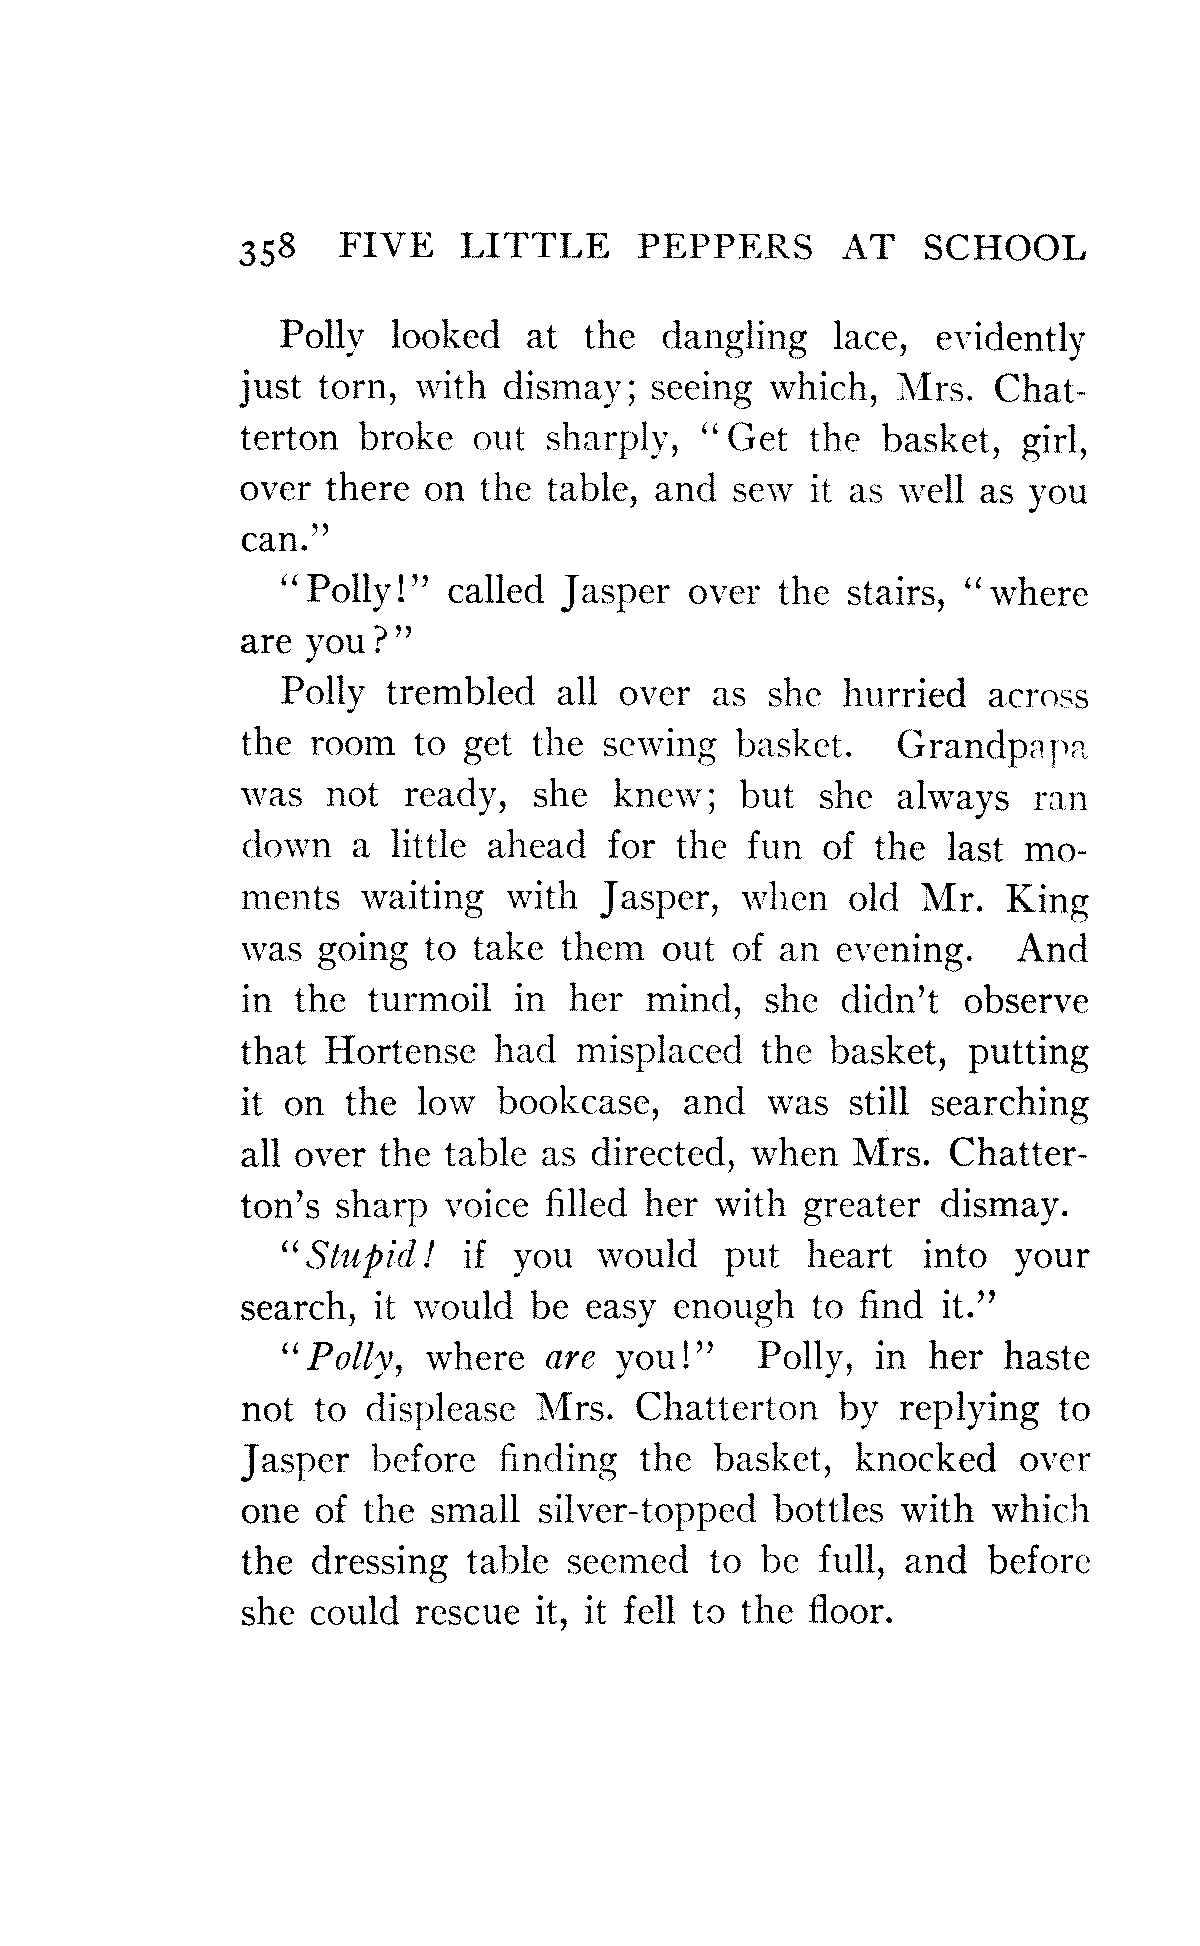 358 FIVE LITTLE PEPPERS AT SCHOOL
Polly looked at the dangling lace, evidently
just torn, with dismay; seeing which, Mrs. Chat-
terton broke out sharply, "Get the basket, girl,
over there on the table, and sew it as well as you
can."
"Polly!" called Jasper over the stairs, "where
are you?"
Polly trembled all over as she hurried across
the room to get the sewing basket. Grandpapa
was not ready, she knew; but she always ran
down a little ahead for the fun of the last mo-
ments waiting with Jasper, when old Mr. King
was going to take them out of an evening. And
in the turmoil in her mind, she didn't observe
that Hortense had misplaced the basket, putting
it on the low bookcase, and was still searching
all over the table as directed, when Mrs. Chatter-
ton's sharp voice filled her with greater dismay.
"Stupid! if you would put heart into your
search, it would be easy enough to find it."
"Polly, where are you!" Polly, in her haste
not to displease Mrs. Chatterton by replying to
Jasper before finding the basket, knocked over
one of the small silver-topped bottles with which
the dressing table seemed to be full, and before
she could rescue it, it fell to the floor.